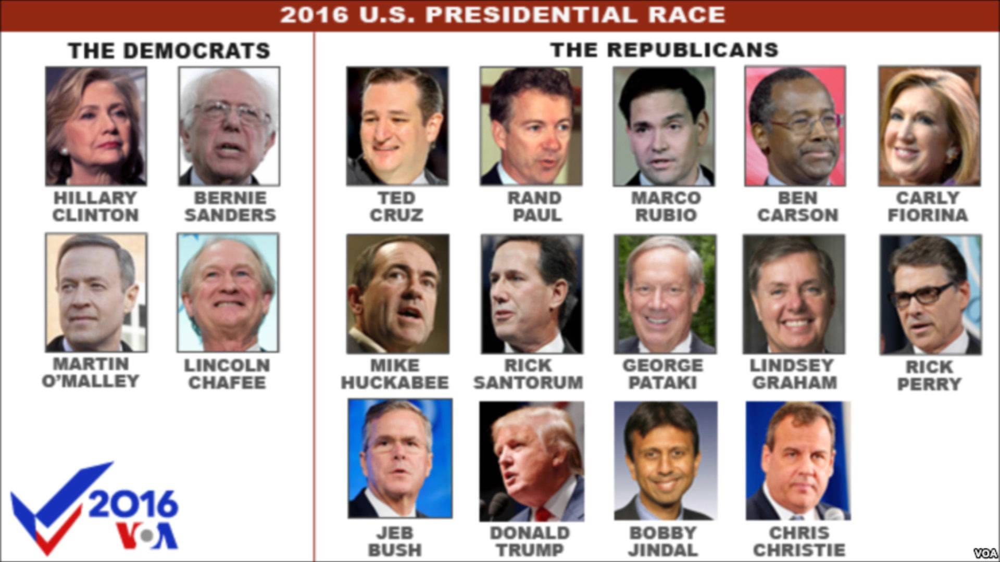 2016 U.S. PRESIDENTIAL RACE
THE DEMOCRATS
HILLARY
CLINTON
BERNIE
SANDERS
MARTIN
O'MALLEY
LINCOLN
CHAFEE
THE REPUBLICANS
TED
CRUZ
RAND
PAUL
MARCO
RUBIO
BEN
CARSON
CARLY
FIORINA
MIKE
HUCKABEE
RICK
SANTORUM
GEORGE
PATAKI
LINDSEY
GRAHAM
RICK
PERRY
JEB
BUSH
DONALD
TRUMP
BOBBY
JINDAL
CHRIS
CHRISTIE
2016
VOA
VOA